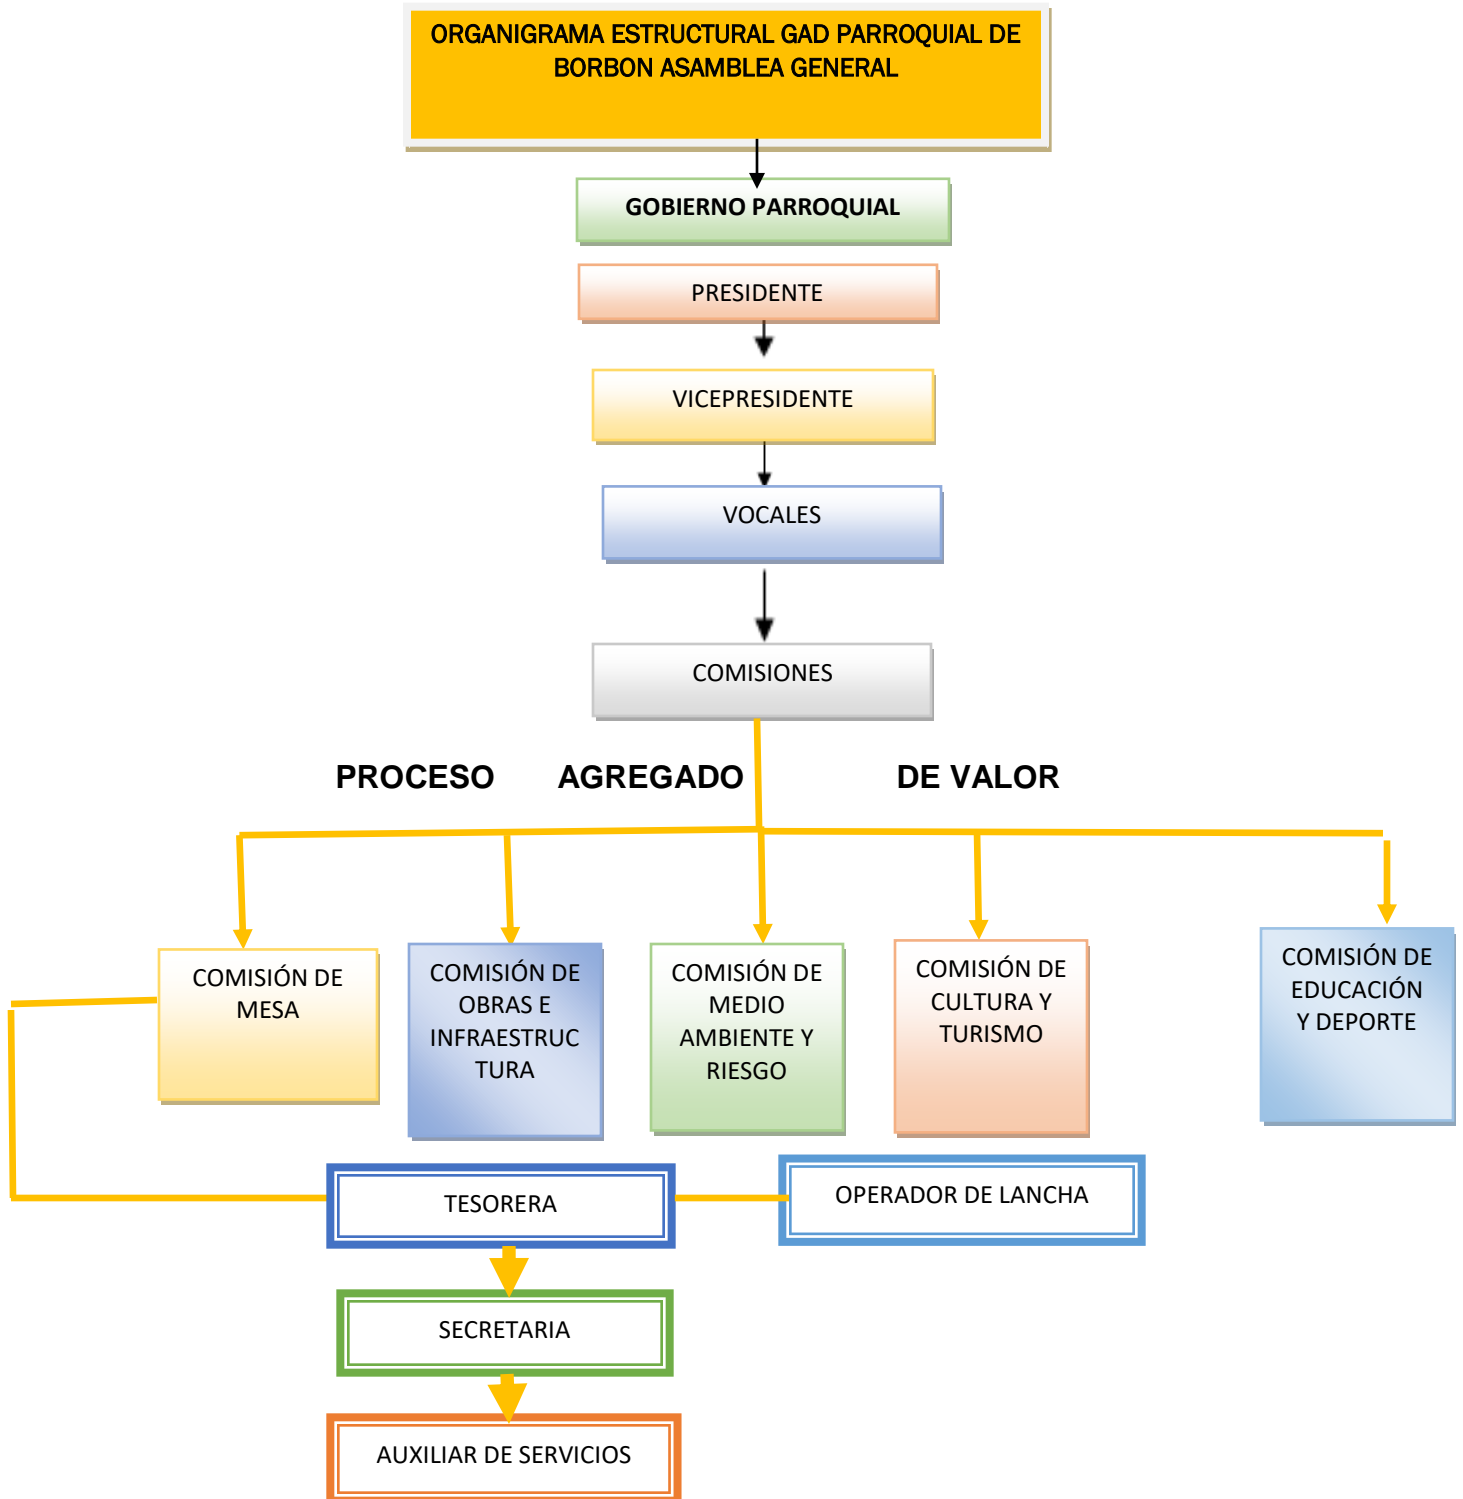 ORGANIGRAMA ESTRUCTURAL GAD PARROQUIAL DE
BORBON ASAMBLEA GENERAL
GOBIERNO PARROQUIAL
PRESIDENTE
VICEPRESIDENTE
VOCALES
COMISIONES
PROCESO AGREGADO DE VALOR
COMISIÓN DE
MESA
COMISIÓN DE
OBRAS E
INFRAESTRUC
TURA
COMISIÓN DE
MEDIO
AMBIENTE Y
RIESGO
COMISIÓN DE
CULTURA Y
TURISMO
COMISIÓN DE
EDUCACIÓN
Y DEPORTE
TESORERA
OPERADOR DE LANCHA
SECRETARIA
AUXILIAR DE SERVICIOS